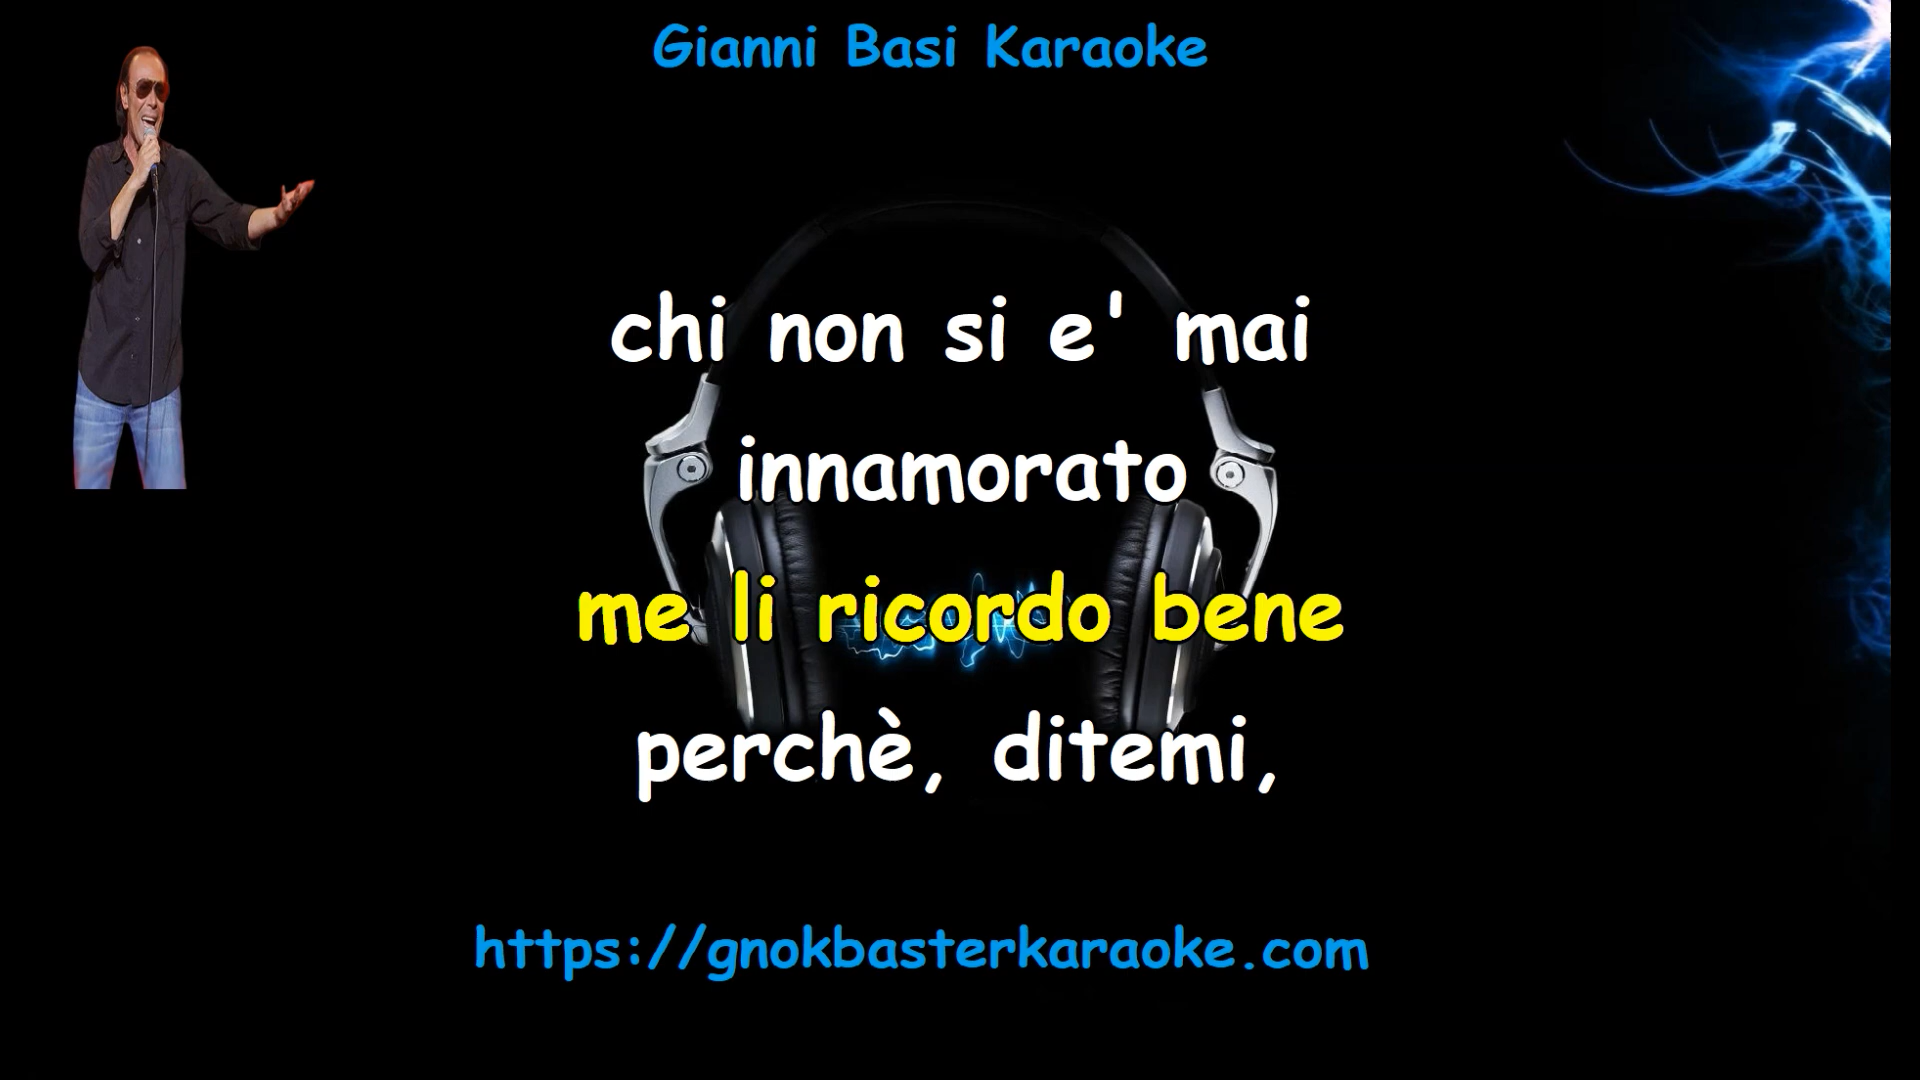 Gianni Basi Karaoke
chi non si e' mai
innamorato
me li ricordo bene
perchè, ditemi,
https://gnokbasterkaraoke.com